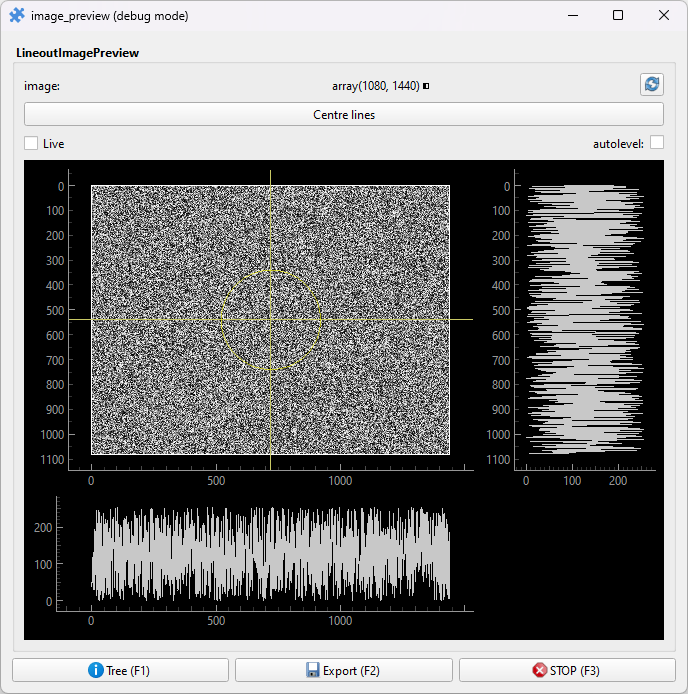 image_preview (debug mode)
LineoutImagePreview
image: array(1080, 1440)
Centre lines
Live autolevel:
0 0
100 100
200 200
300 300
400 400
500 500
600 600
700 700
800 800
900 900
1000 1000
1100 1100
0 500 1000 0 100 200
200
100
0
0 500 1000
Tree (F1) Export (F2) STOP (F3)